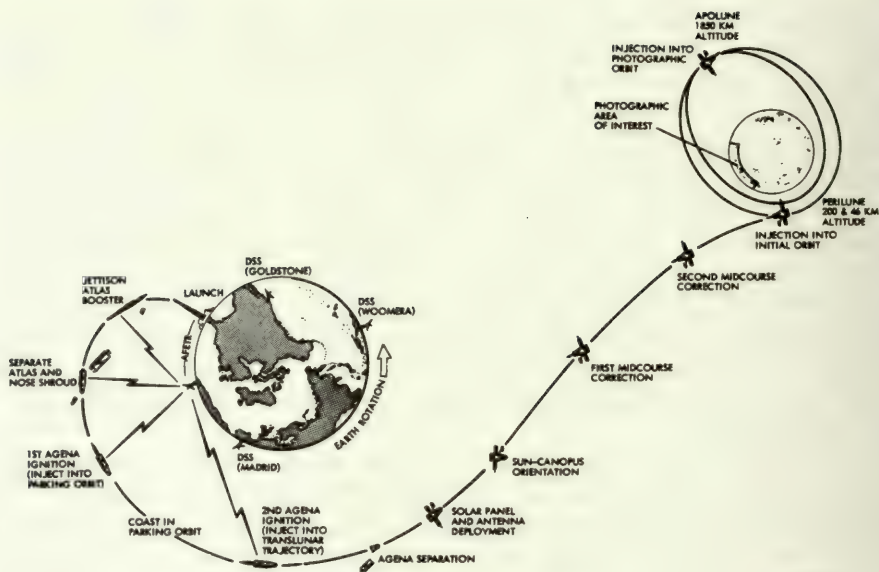 APOLUNE
1850 KM
ALTITUDE
INJECTION INTO
PHOTOGRAPHIC
ORBIT
PHOTOGRAPHIC
AREA
OF INTEREST
PERILUNE
200 & 46 KM
ALTITUDE
INJECTION INTO
INITIAL ORBIT
SECOND MIDCOURSE
CORRECTION
FIRST MIDCOURSE
CORRECTION
SUN-CANOPUS
ORIENTATION
SOLAR PANEL
AND ANTENNA
DEPLOYMENT
AGENA SEPARATION
2ND AGENA
IGNITION
(INJECT INTO
TRANSLUNAR
TRAJECTORY)
COAST IN
PARKING ORBIT
1ST AGENA
IGNITION
(INJECT INTO
PARKING ORBIT)
SEPARATE
ATLAS AND
NOSE SHROUD
JETTISON
ATLAS
BOOSTER
LAUNCH
AFETR
DSS
(GOLDSTONE)
DSS
(WOOMERA)
DSS
(MADRID)
EARTH ROTATION